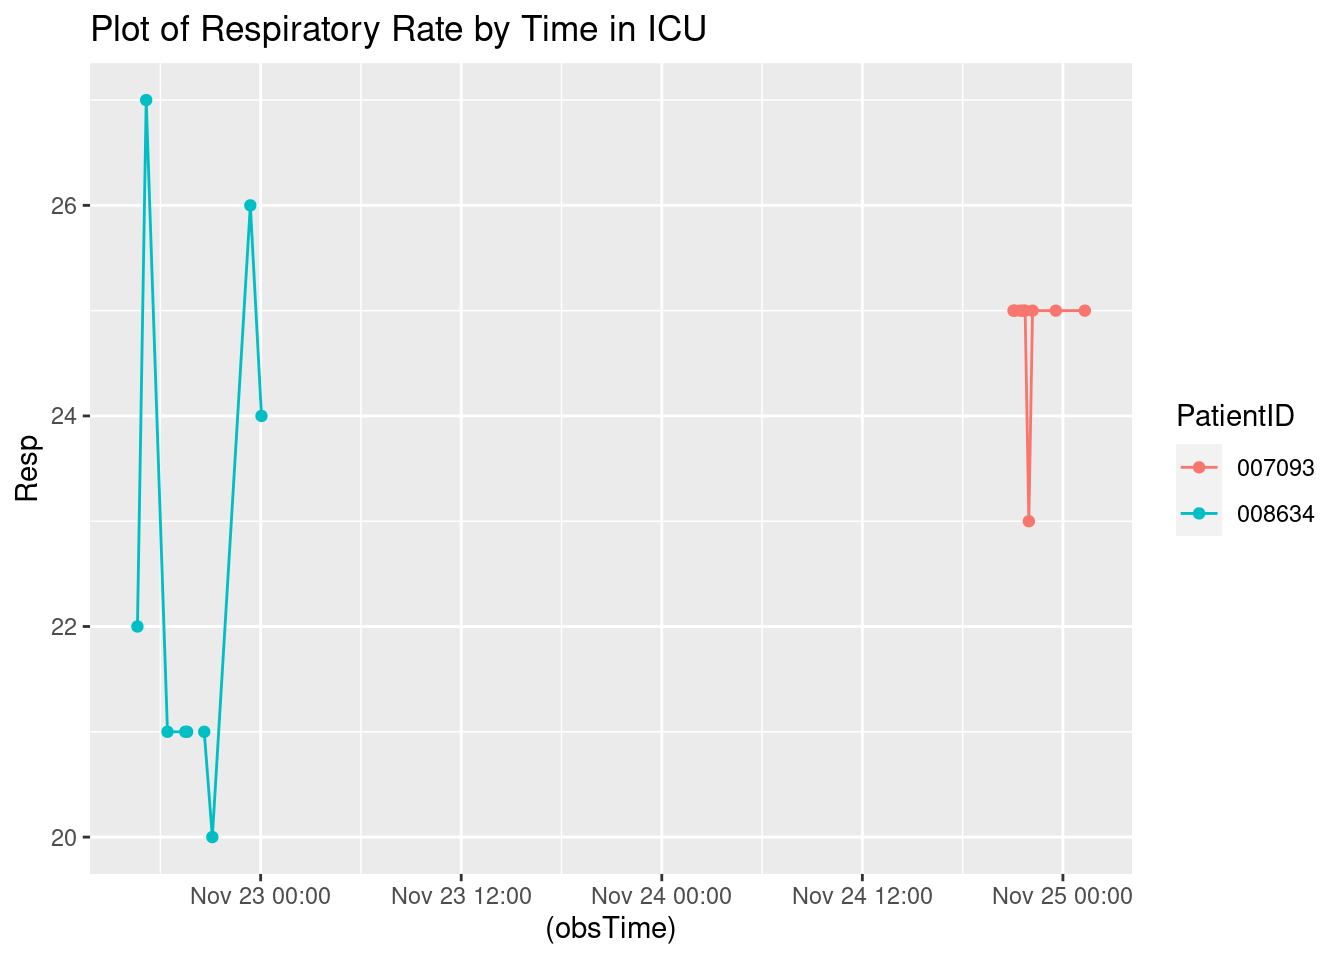 Plot of Respiratory Rate by Time in ICU
Resp
26
24
22
20
Nov 23 00:00 Nov 23 12:00 Nov 24 00:00 Nov 24 12:00 Nov 25 00:00
(obsTime)
PatientID
007093
008634